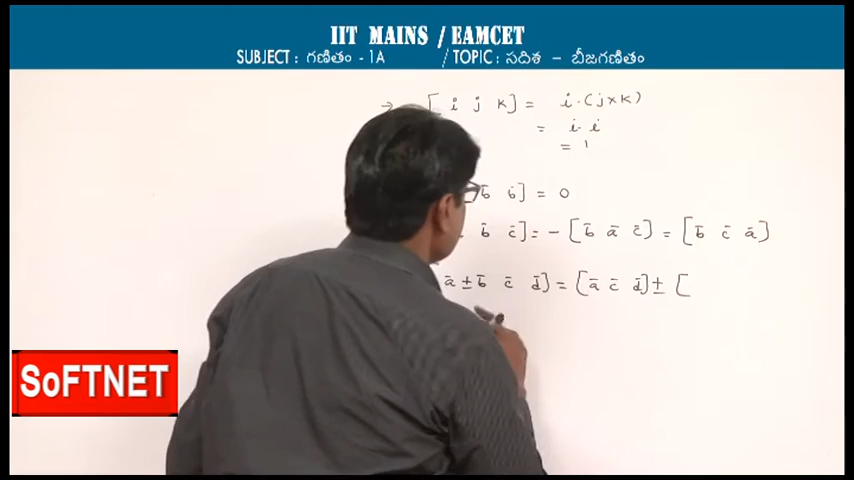 IIT MAINS / EAMCET
SUBJECT : గణితం - 1A / TOPIC : సదిశ – బీజగణితం
→ [ i j k ] = i · (j × k)
= i · i
= 1
b̄ b̄ ] = 0
b̄ c̄ ] = - [ b̄ ā c̄ ] = [ b̄ c̄ ā ]
ā ± b̄ c̄ d̄ ] = [ ā c̄ d̄ ] ± [
SOFTNET